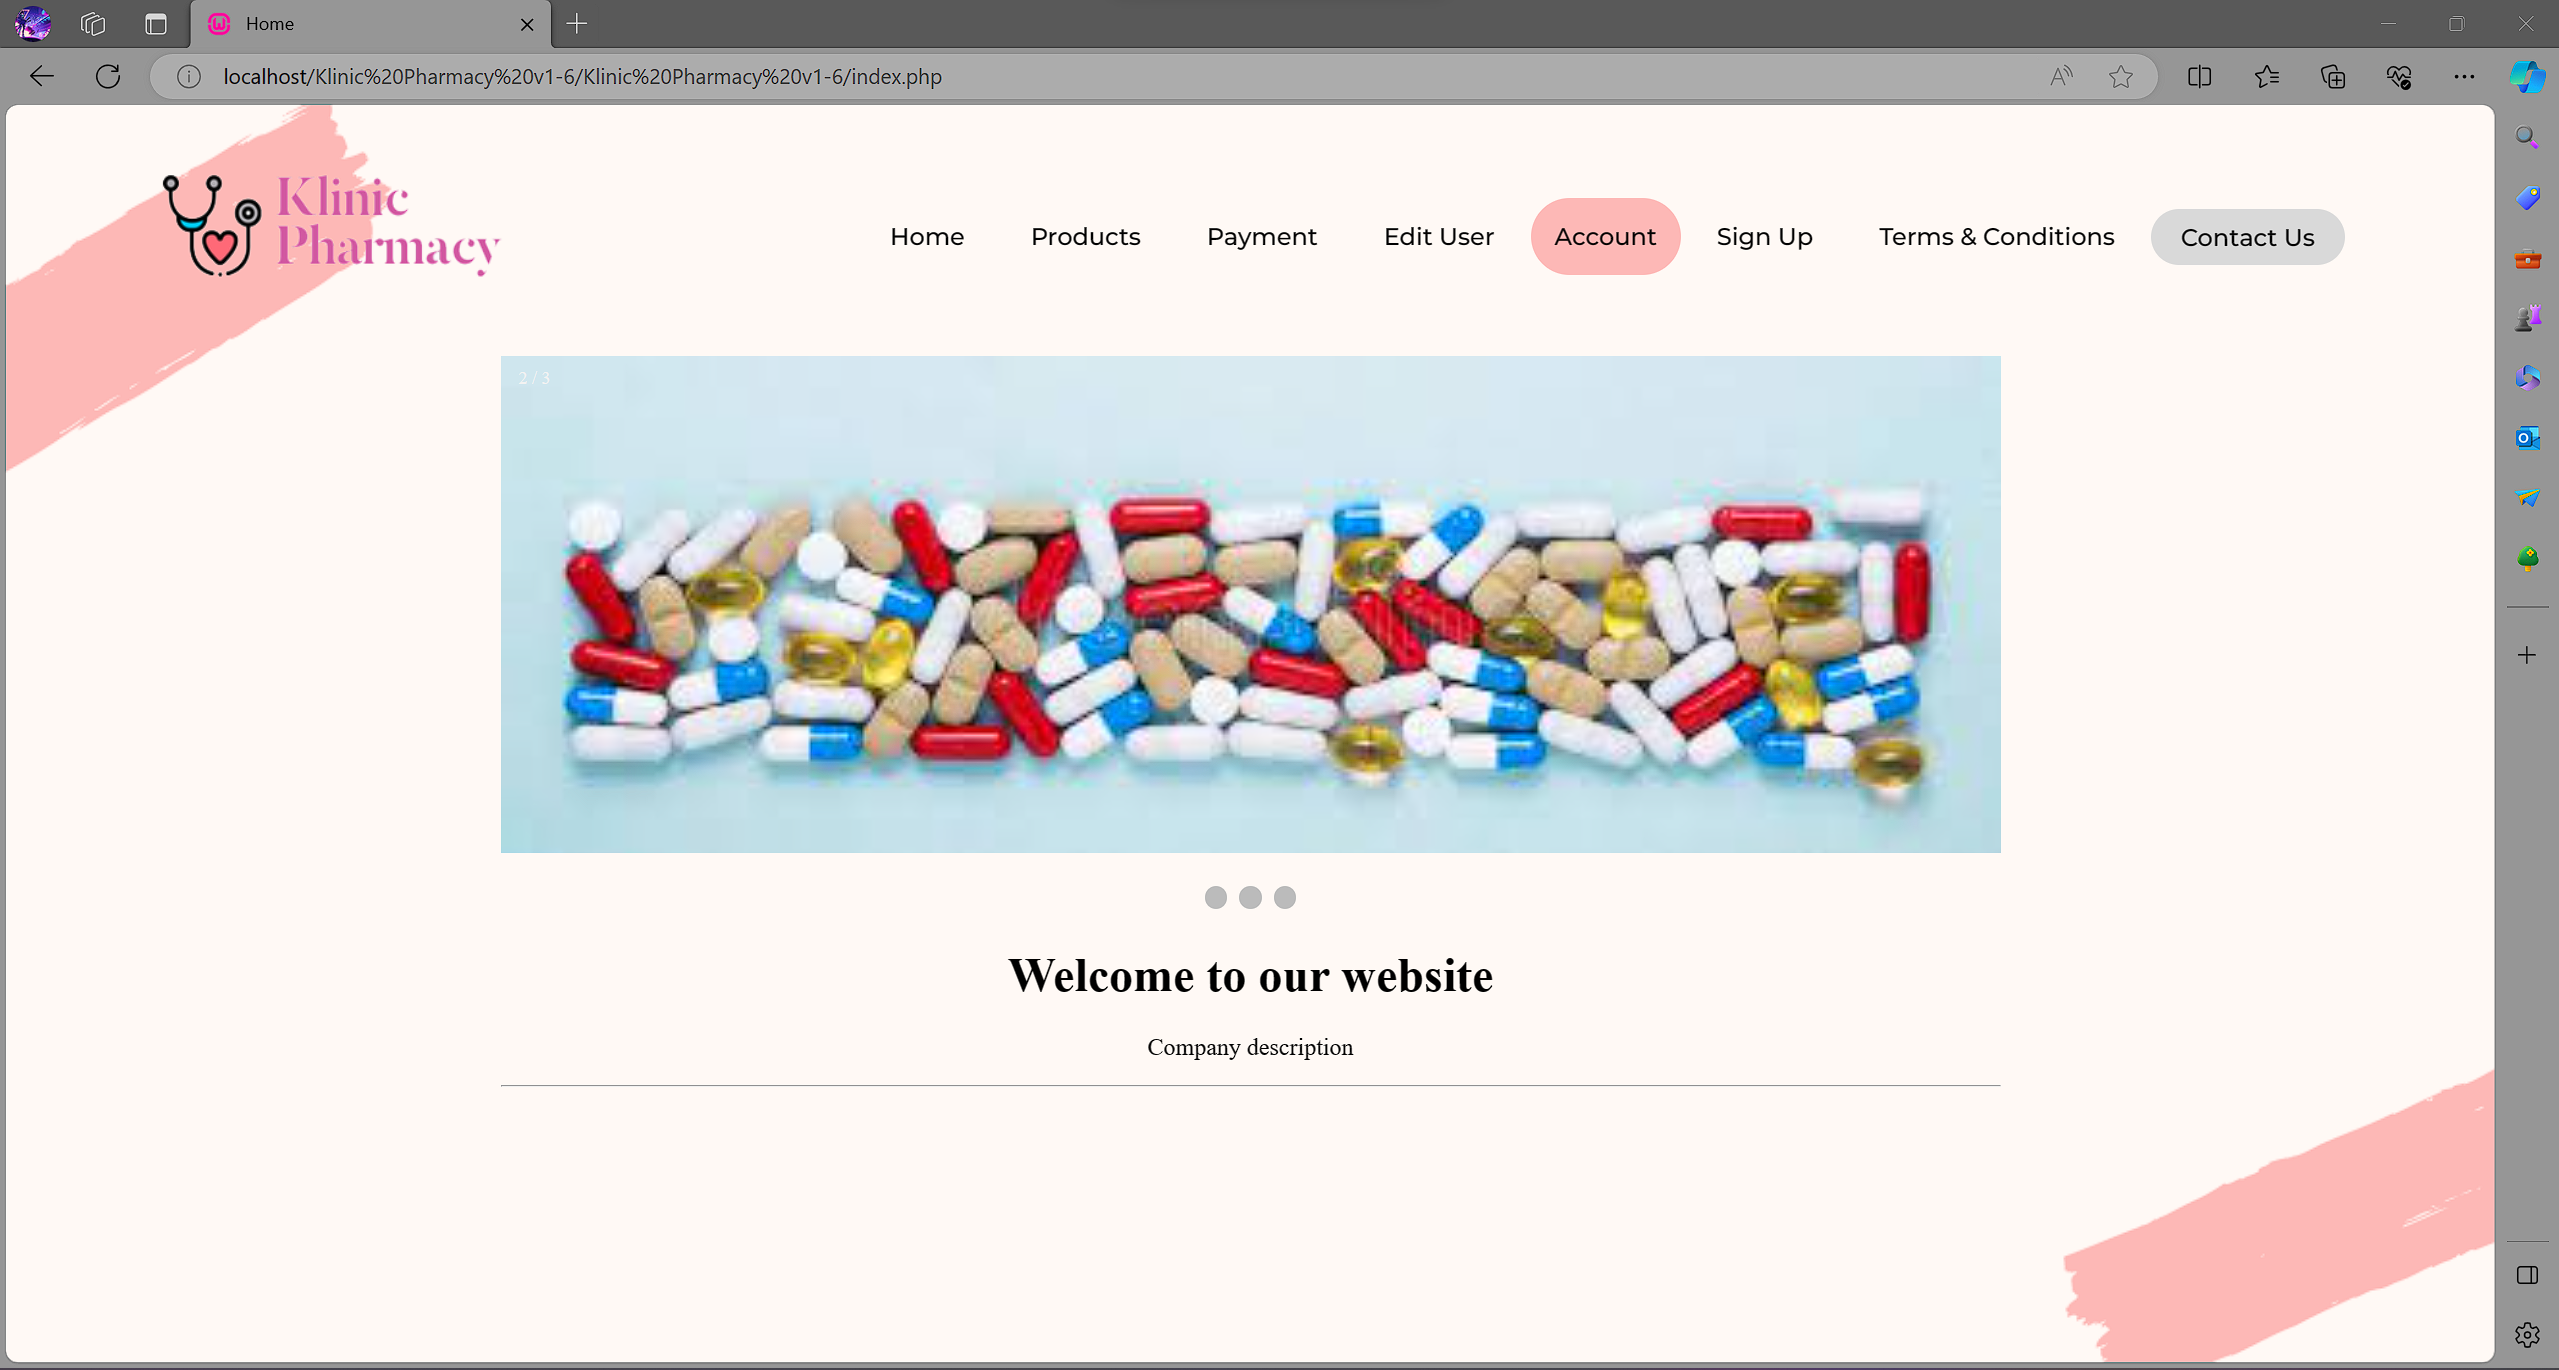 Home
localhost/Klinic%20Pharmacy%20v1-6/Klinic%20Pharmacy%20v1-6/index.php
Klinic
Pharmacy
Home Products Payment Edit User Account Sign Up Terms & Conditions Contact Us
2 / 3
Welcome to our website
Company description